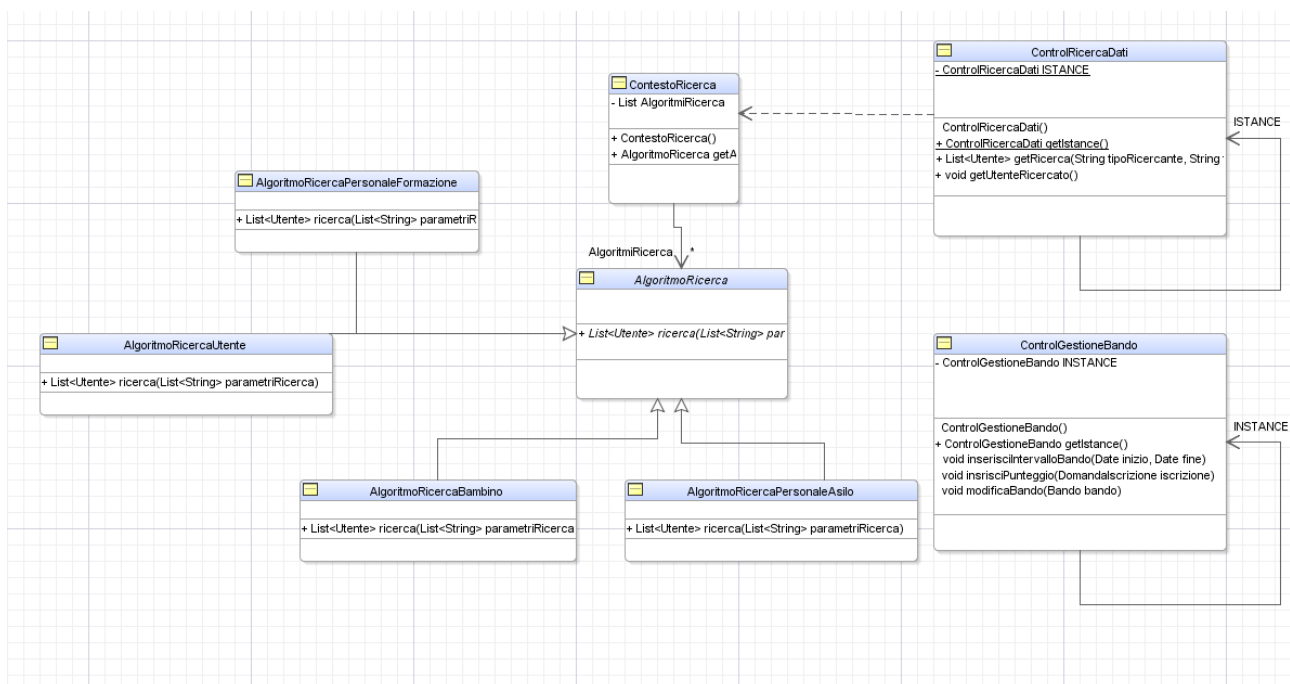 ControlRicercaDati
- ControlRicercaDati ISTANCE
ControlRicercaDati()
+ ControlRicercaDati getIstance()
+ List<Utente> getRicerca(String tipoRicercante, String
+ void getUtenteRicercato()
ISTANCE
ContestoRicerca
- List AlgoritmiRicerca
+ ContestoRicerca()
+ AlgoritmoRicerca getA
AlgoritmoRicercaPersonaleFormazione
+ List<Utente> ricerca(List<String> parametriR
AlgoritmiRicerca
*
AlgoritmoRicerca
+ List<Utente> ricerca(List<String> par
AlgoritmoRicercaUtente
+ List<Utente> ricerca(List<String> parametriRicerca)
ControlGestioneBando
- ControlGestioneBando INSTANCE
ControlGestioneBando()
+ ControlGestioneBando getIstance()
void inserisciIntervalloBando(Date inizio, Date fine)
void insrisciPunteggio(DomandaIscrizione iscrizione)
void modificaBando(Bando bando)
INSTANCE
AlgoritmoRicercaBambino
+ List<Utente> ricerca(List<String> parametriRicerca
AlgoritmoRicercaPersonaleAsilo
+ List<Utente> ricerca(List<String> parametriRicerca)